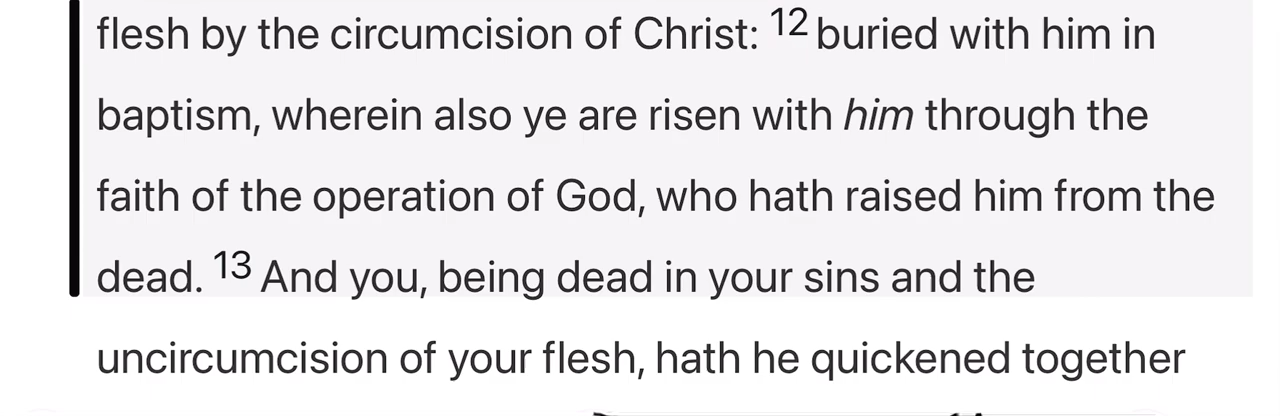 flesh by the circumcision of Christ: 12 buried with him in
baptism, wherein also ye are risen with him through the
faith of the operation of God, who hath raised him from the
dead. 13 And you, being dead in your sins and the
uncircumcision of your flesh, hath he quickened together